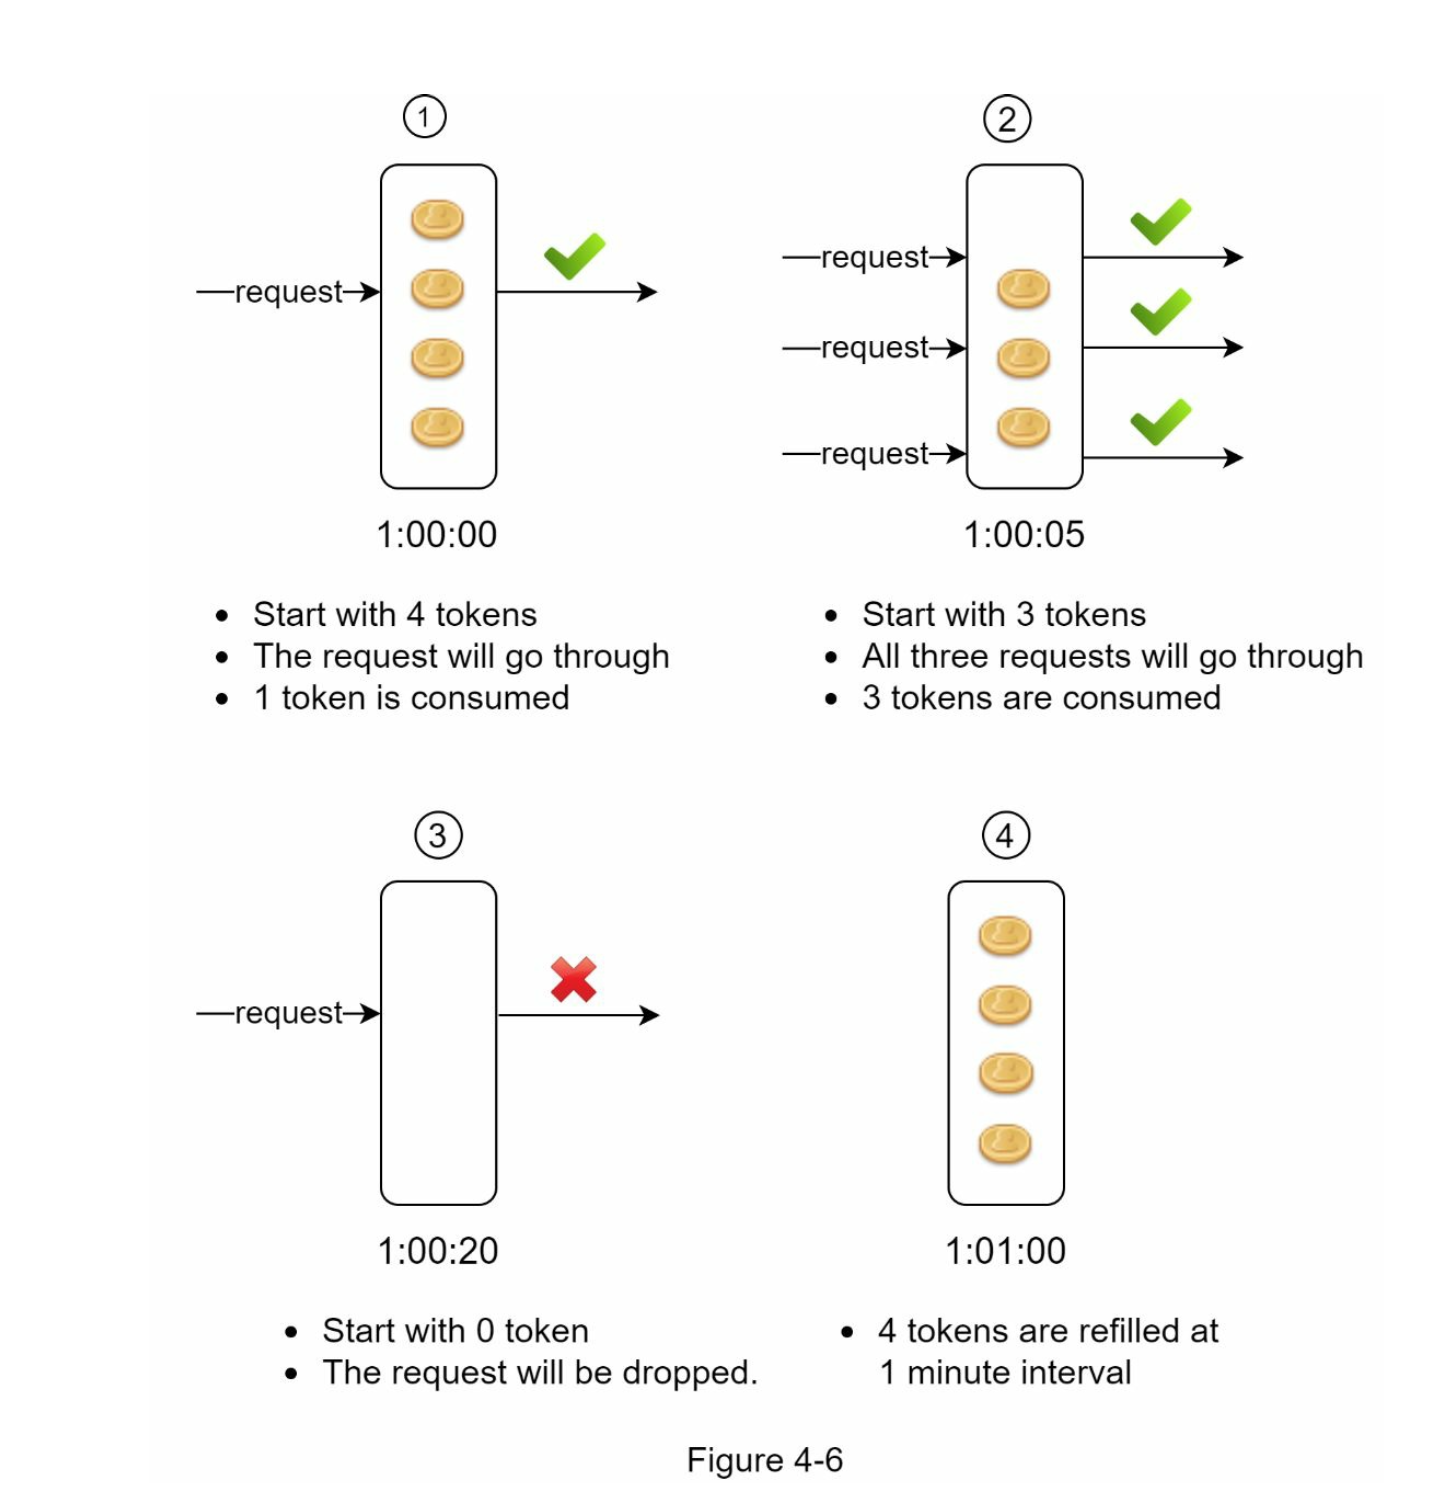 1
request
1:00:00
• Start with 4 tokens
• The request will go through
• 1 token is consumed
2
request
request
request
1:00:05
• Start with 3 tokens
• All three requests will go through
• 3 tokens are consumed
3
request
1:00:20
• Start with 0 token
• The request will be dropped.
4
1:01:00
• 4 tokens are refilled at
1 minute interval
Figure 4-6